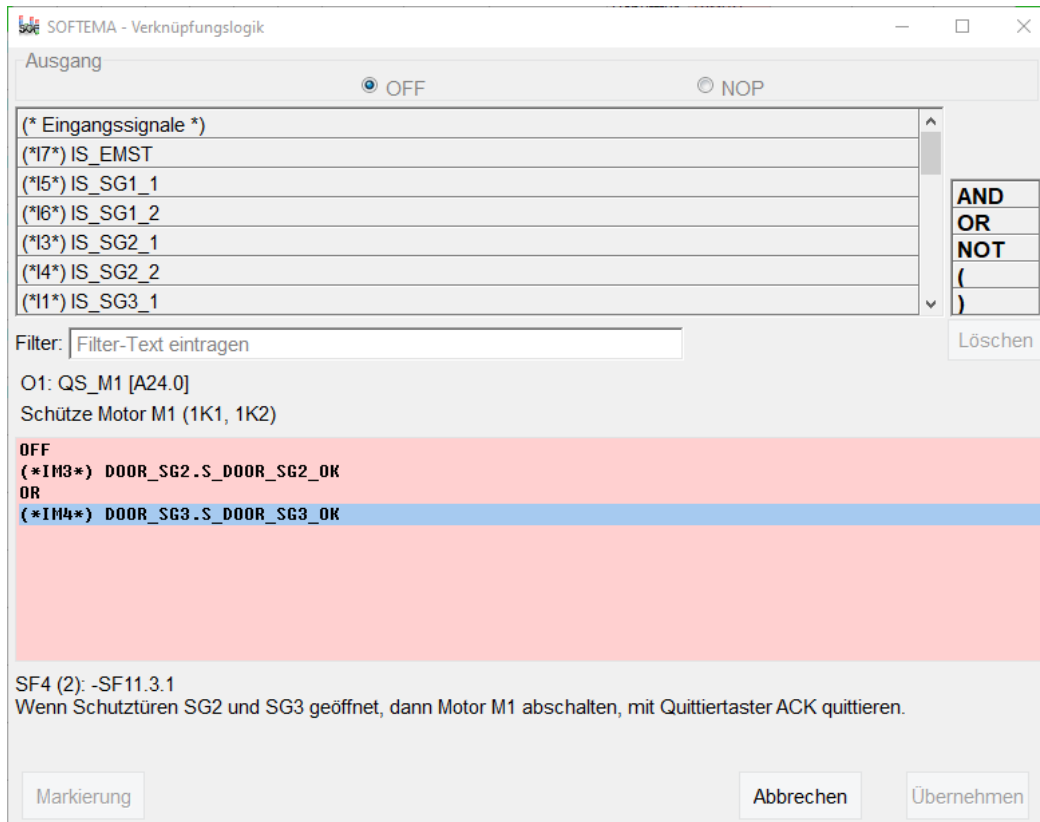 SOFTEMA - Verknüpfungslogik
Ausgang
OFF
NOP
(* Eingangssignale *)
(*I7*) IS_EMST
(*I5*) IS_SG1_1
(*I6*) IS_SG1_2
(*I3*) IS_SG2_1
(*I4*) IS_SG2_2
(*I1*) IS_SG3_1
AND
OR
NOT
(
)
Filter: Filter-Text eintragen
Löschen
O1: QS_M1 [A24.0]
Schütze Motor M1 (1K1, 1K2)
OFF
(*IM3*) DOOR_SG2.S_DOOR_SG2_OK
OR
(*IM4*) DOOR_SG3.S_DOOR_SG3_OK
SF4 (2): -SF11.3.1
Wenn Schutztüren SG2 und SG3 geöffnet, dann Motor M1 abschalten, mit Quittiertaster ACK quittieren.
Markierung
Abbrechen
Übernehmen